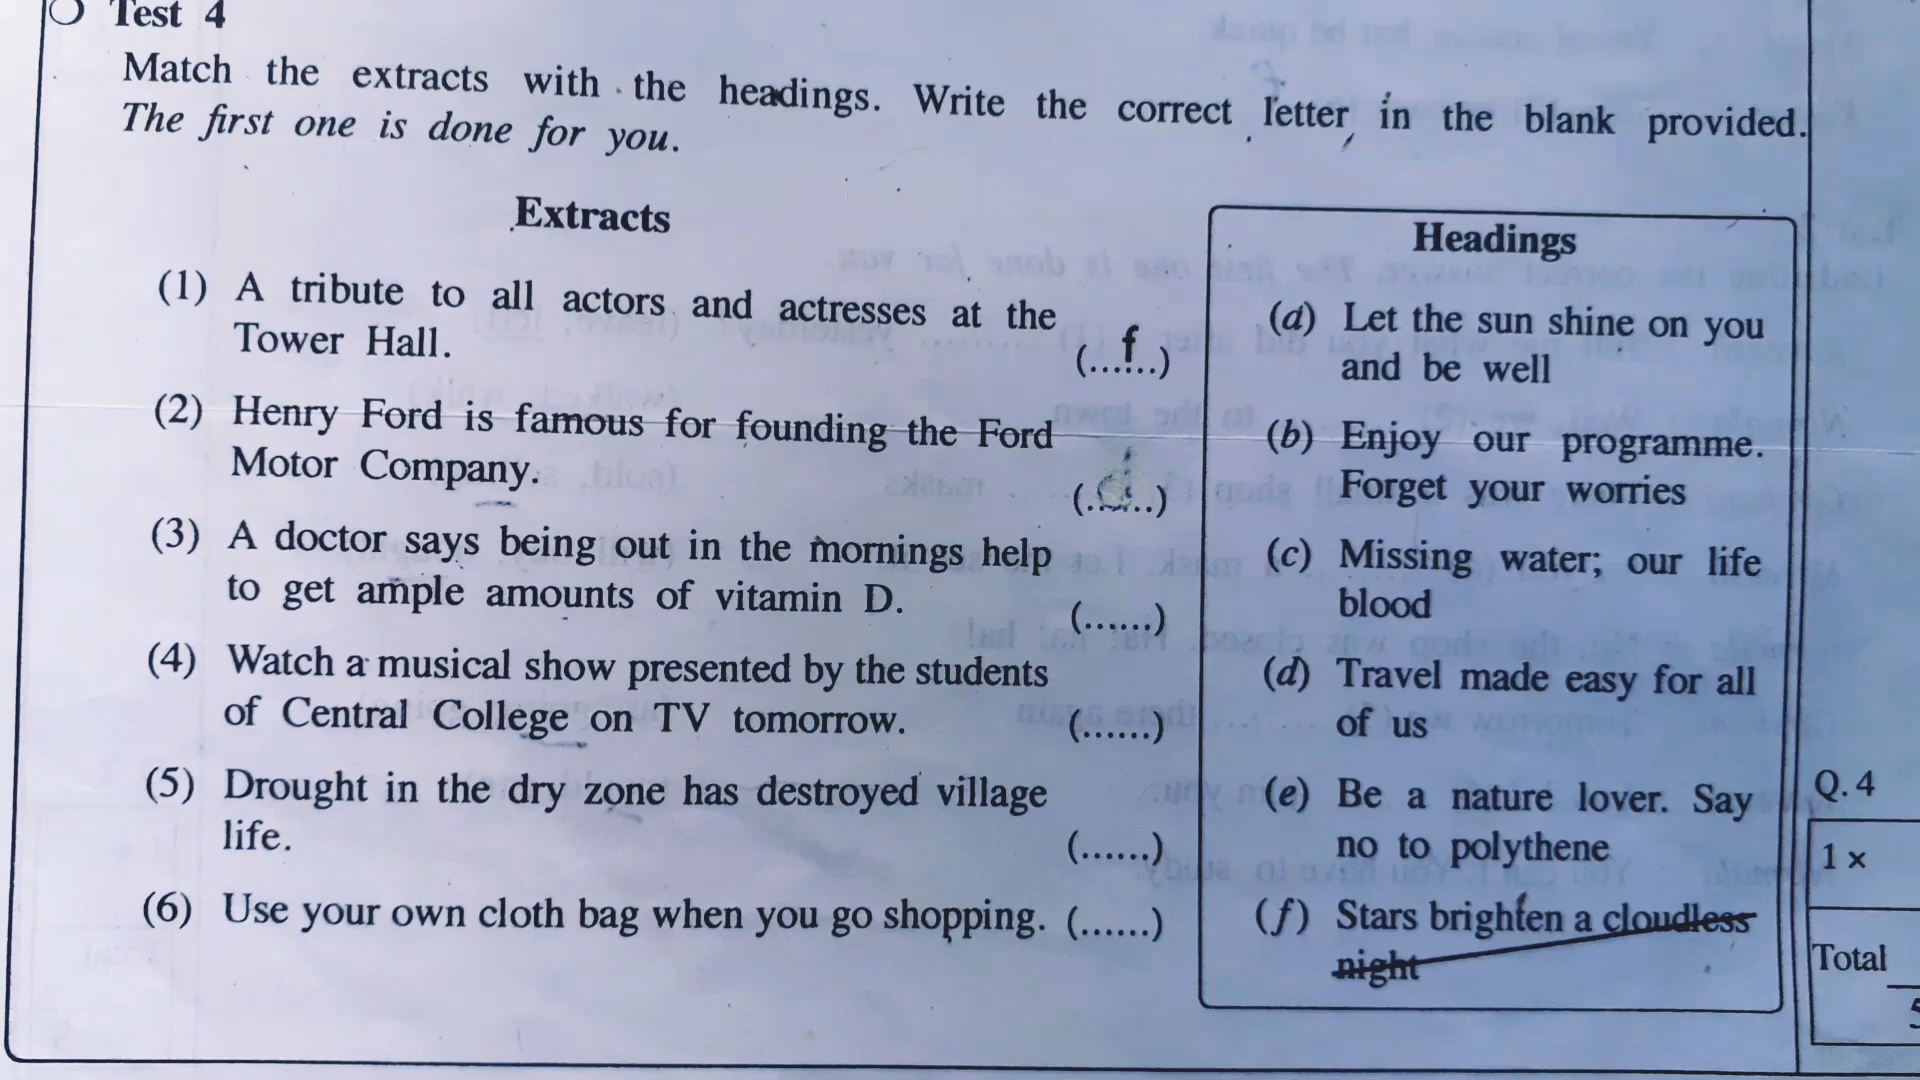 Test 4
Match the extracts with the headings. Write the correct letter in the blank provided.
The first one is done for you.
Extracts
(1) A tribute to all actors and actresses at the
Tower Hall.
(...f...)
(2) Henry Ford is famous for founding the Ford
Motor Company.
(3) A doctor says being out in the mornings help
to get ample amounts of vitamin D.
(......)
(4) Watch a musical show presented by the students
of Central College on TV tomorrow.
(......)
(5) Drought in the dry zone has destroyed village
life.
(......)
(6) Use your own cloth bag when you go shopping. (......)
Headings
(a) Let the sun shine on you
and be well
(b) Enjoy our programme.
Forget your worries
(c) Missing water; our life
blood
(d) Travel made easy for all
of us
(e) Be a nature lover. Say
no to polythene
(f) Stars brighten a cloudless
night
Q. 4
1 x
Total
5